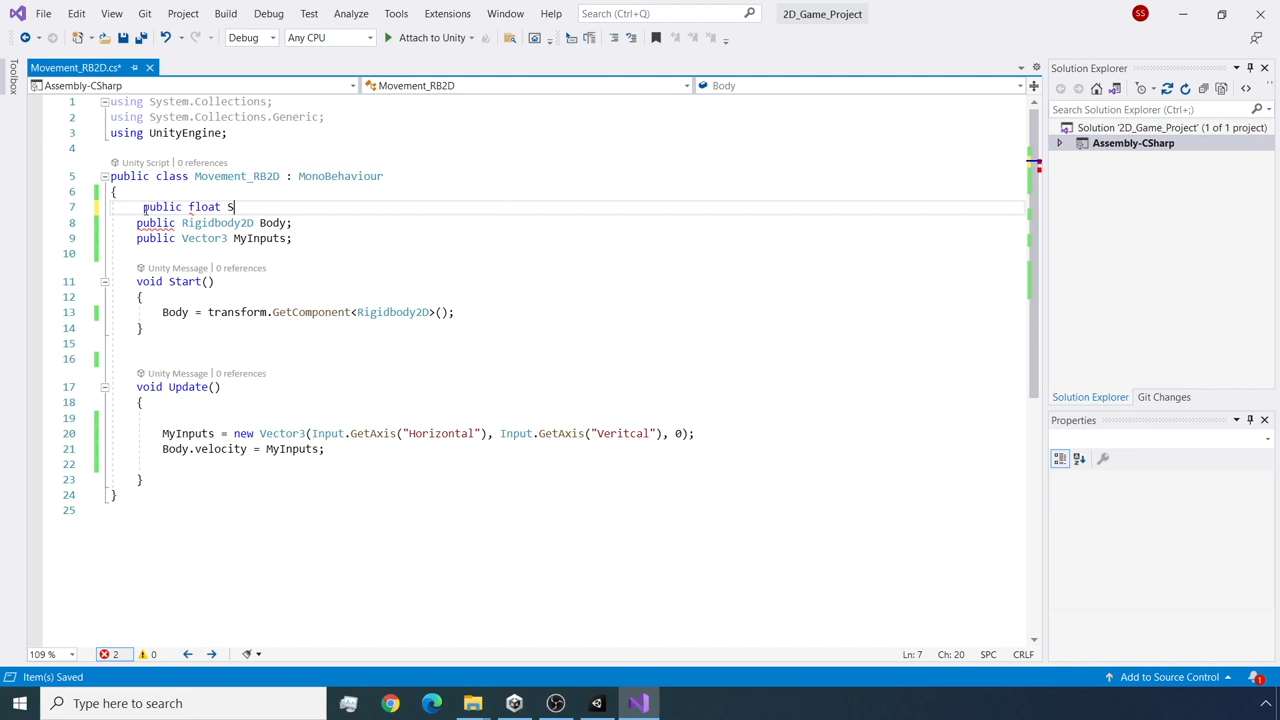 File Edit View Git Project Build Debug Test Analyze Tools Extensions Window Help Search (Ctrl+Q) 2D_Game_Project SS
Debug Any CPU Attach to Unity
Toolbox
Movement_RB2D.cs*
Assembly-CSharp Movement_RB2D Body
1 using System.Collections;
2 using System.Collections.Generic;
3 using UnityEngine;
4
Unity Script | 0 references
5 public class Movement_RB2D : MonoBehaviour
6 {
7 public float S
8 public Rigidbody2D Body;
9 public Vector3 MyInputs;
10
Unity Message | 0 references
11 void Start()
12 {
13 Body = transform.GetComponent<Rigidbody2D>();
14 }
15
16
Unity Message | 0 references
17 void Update()
18 {
19
20 MyInputs = new Vector3(Input.GetAxis("Horizontal"), Input.GetAxis("Veritcal"), 0);
21 Body.velocity = MyInputs;
22
23 }
24 }
25
109 % 2 0 Ln: 7 Ch: 20 SPC CRLF
Solution Explorer
Search Solution Explorer (Ctrl+;)
Solution '2D_Game_Project' (1 of 1 project)
Assembly-CSharp
Solution Explorer Git Changes
Properties
Item(s) Saved Add to Source Control 1
Type here to search